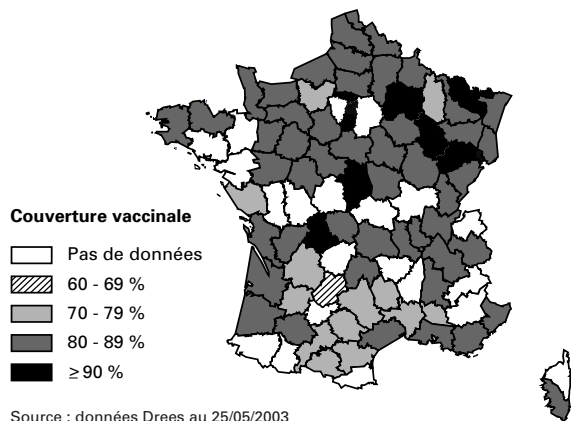 Couverture vaccinale
Pas de données
60 - 69 %
70 - 79 %
80 - 89 %
≥ 90 %
Source : données Drees au 25/05/2003